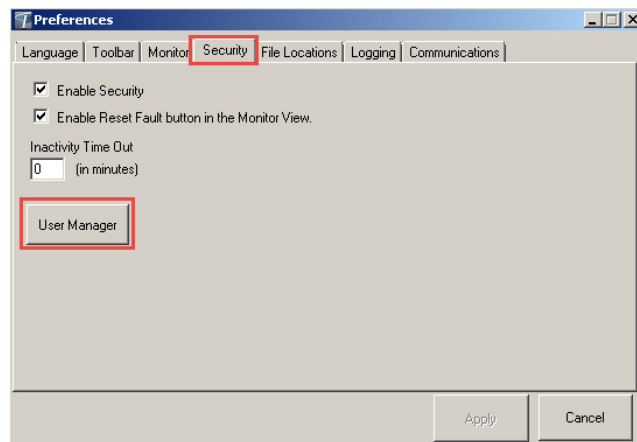 Preferences
Language Toolbar Monitor Security File Locations Logging Communications
Enable Security
Enable Reset Fault button in the Monitor View.
Inactivity Time Out
0 (in minutes)
User Manager
Apply Cancel